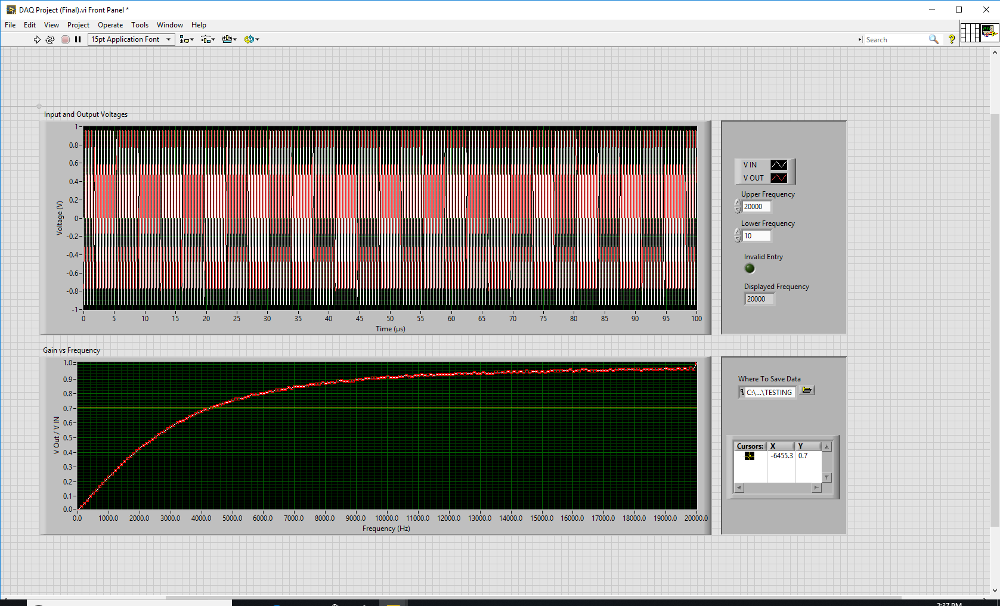 DAQ Project (Final).vi Front Panel *
File Edit View Project Operate Tools Window Help
15pt Application Font
Search
?
Input and Output Voltages
1
0.8
0.6
0.4
0.2
0
-0.2
-0.4
-0.6
-0.8
-1
Voltage (V)
0 5 10 15 20 25 30 35 40 45 50 55 60 65 70 75 80 85 90 95 100
Time (µs)
V IN
V OUT
Upper Frequency
20000
Lower Frequency
10
Invalid Entry
Displayed Frequency
20000
Gain vs Frequency
1.0
0.9
0.8
0.7
0.6
0.5
0.4
0.3
0.2
0.1
0.0
V Out / V IN
0.0 1000.0 2000.0 3000.0 4000.0 5000.0 6000.0 7000.0 8000.0 9000.0 10000.0 11000.0 12000.0 13000.0 14000.0 15000.0 16000.0 17000.0 18000.0 19000.0 20000.0
Frequency (Hz)
Where To Save Data
C:\...\TESTING
Cursors: X Y
-6455.3 0.7
2:37 PM